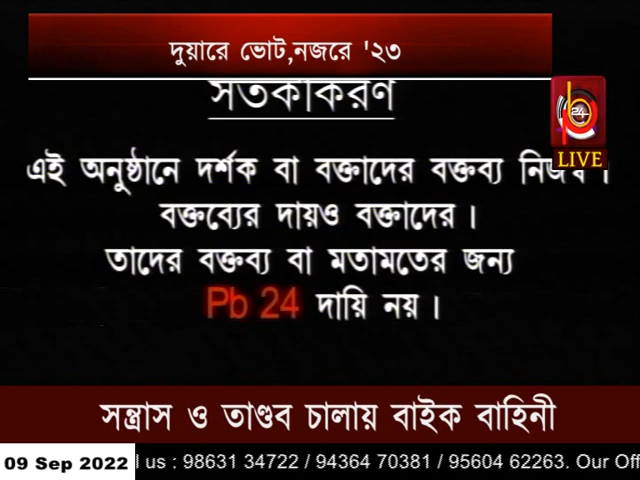 দুয়ারে ভোট,নজরে '২৩
সতর্কীকরণ
24
LIVE
এই অনুষ্ঠানে দর্শক বা বক্তাদের বক্তব্য নিজস্ব।
বক্তব্যের দায়ও বক্তাদের।
তাদের বক্তব্য বা মতামতের জন্য
Pb 24 দায়ি নয়।
সন্ত্রাস ও তাণ্ডব চালায় বাইক বাহিনী
09 Sep 2022 l us : 98631 34722 / 94364 70381 / 95604 62263. Our Off